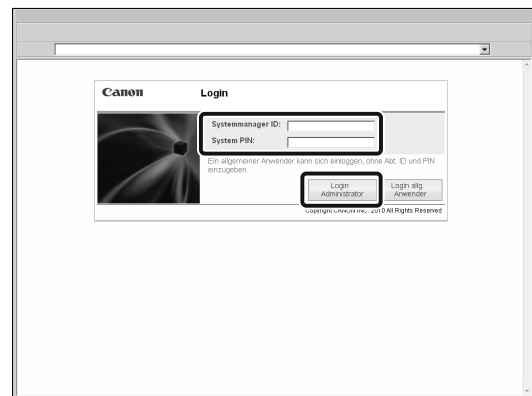 Canon
Login
Systemmanager ID:
System PIN:
Ein allgemeiner Anwender kann sich einloggen, ohne Abt. ID und PIN
einzugeben.
Login
Administrator
Login allg.
Anwender
Copyright CANON INC. 2010 All Rights Reserved